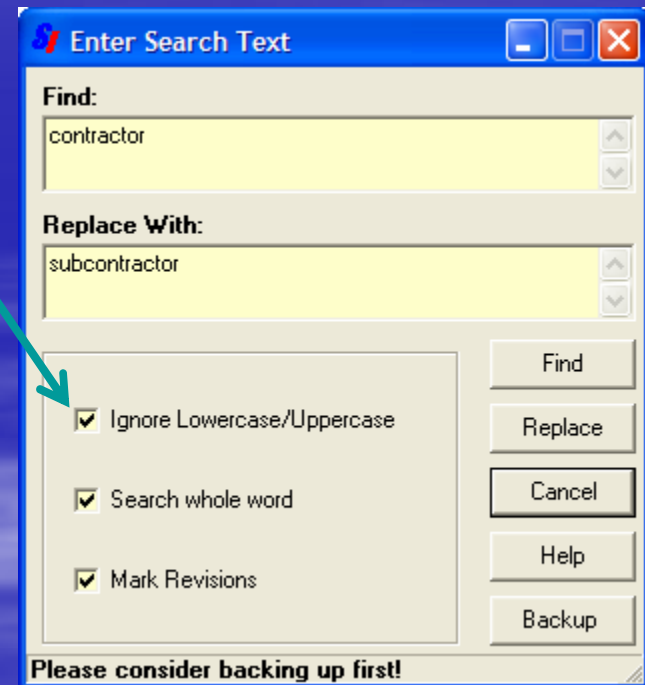 SI Enter Search Text
Find:
contractor
Replace With:
subcontractor
Find
Ignore Lowercase/Uppercase
Replace
Search whole word
Cancel
Mark Revisions
Help
Backup
Please consider backing up first!